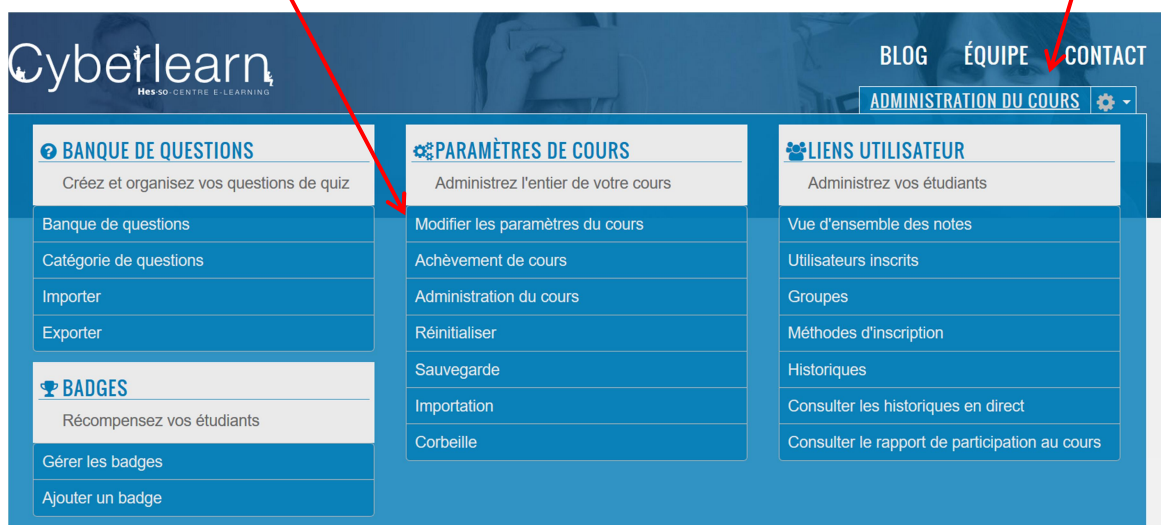 Cyberlearn
Hes·so-CENTRE E-LEARNING
BLOG ÉQUIPE CONTACT
ADMINISTRATION DU COURS
BANQUE DE QUESTIONS
Créez et organisez vos questions de quiz
Banque de questions
Catégorie de questions
Importer
Exporter
BADGES
Récompensez vos étudiants
Gérer les badges
Ajouter un badge
PARAMÈTRES DE COURS
Administrez l'entier de votre cours
Modifier les paramètres du cours
Achèvement de cours
Administration du cours
Réinitialiser
Sauvegarde
Importation
Corbeille
LIENS UTILISATEUR
Administrez vos étudiants
Vue d'ensemble des notes
Utilisateurs inscrits
Groupes
Méthodes d'inscription
Historiques
Consulter les historiques en direct
Consulter le rapport de participation au cours